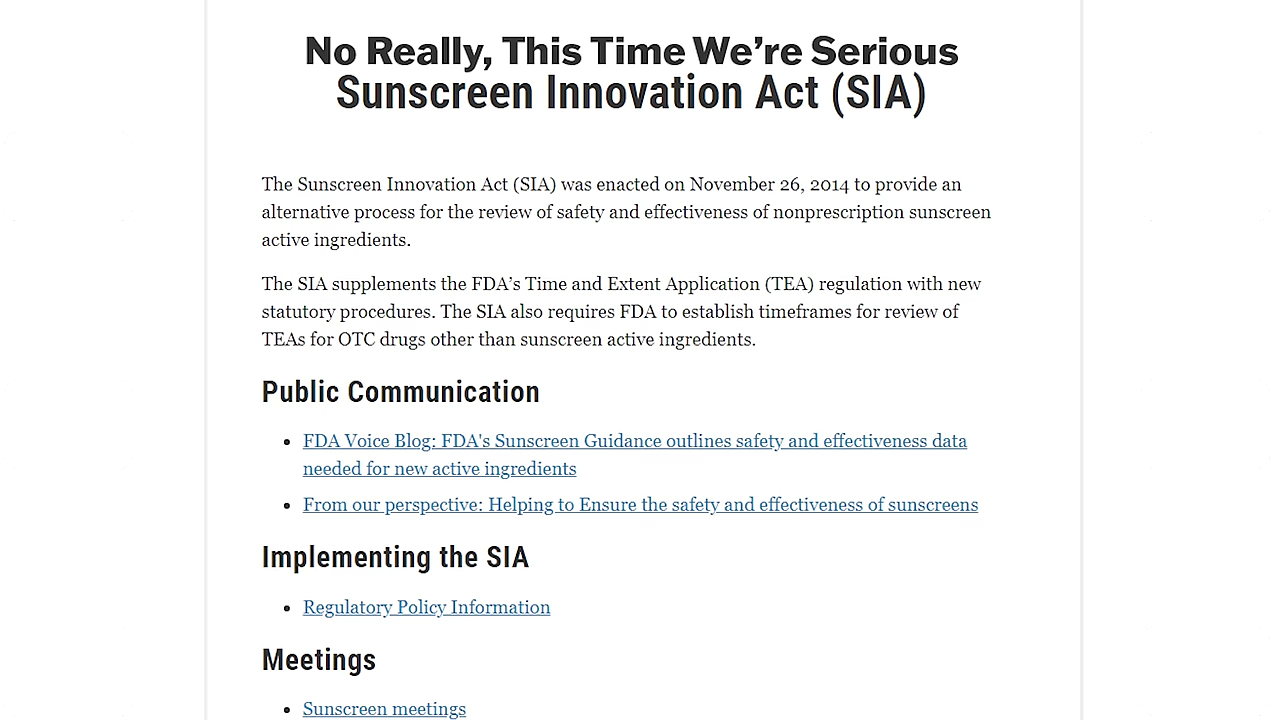 No Really, This Time We’re Serious
Sunscreen Innovation Act (SIA)
The Sunscreen Innovation Act (SIA) was enacted on November 26, 2014 to provide an
alternative process for the review of safety and effectiveness of nonprescription sunscreen
active ingredients.
The SIA supplements the FDA’s Time and Extent Application (TEA) regulation with new
statutory procedures. The SIA also requires FDA to establish timeframes for review of
TEAs for OTC drugs other than sunscreen active ingredients.
Public Communication
• FDA Voice Blog: FDA's Sunscreen Guidance outlines safety and effectiveness data
needed for new active ingredients
• From our perspective: Helping to Ensure the safety and effectiveness of sunscreens
Implementing the SIA
• Regulatory Policy Information
Meetings
• Sunscreen meetings